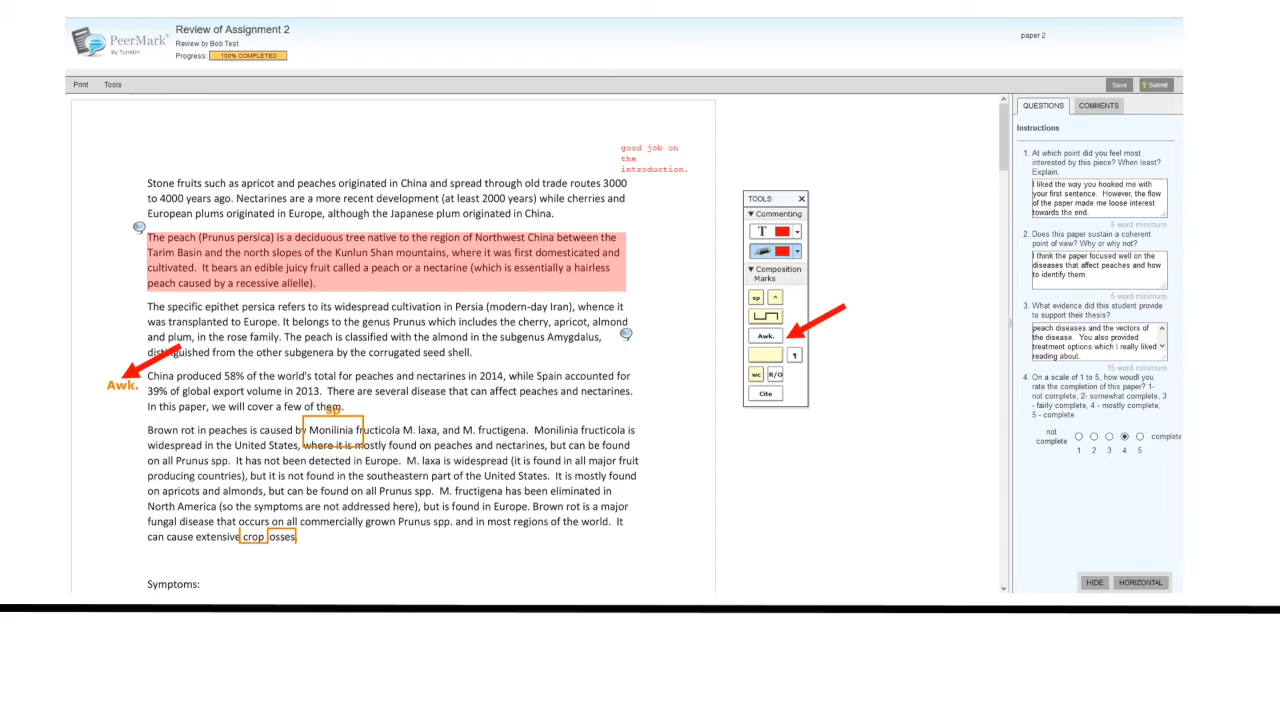 PeerMark®
by Turnitin
Review of Assignment 2
Review by Bob Test
Progress: 100% COMPLETED
paper 2
Print Tools
Save Submit
good job on
the
introduction.
Stone fruits such as apricot and peaches originated in China and spread through old trade routes 3000
to 4000 years ago. Nectarines are a more recent development (at least 2000 years) while cherries and
European plums originated in Europe, although the Japanese plum originated in China.
The peach (Prunus persica) is a deciduous tree native to the region of Northwest China between the
Tarim Basin and the north slopes of the Kunlun Shan mountains, where it was first domesticated and
cultivated. It bears an edible juicy fruit called a peach or a nectarine (which is essentially a hairless
peach caused by a recessive allelle).
The specific epithet persica refers to its widespread cultivation in Persia (modern-day Iran), whence it
was transplanted to Europe. It belongs to the genus Prunus which includes the cherry, apricot, almond
and plum, in the rose family. The peach is classified with the almond in the subgenus Amygdalus,
distinguished from the other subgenera by the corrugated seed shell.
Awk.
China produced 58% of the world's total for peaches and nectarines in 2014, while Spain accounted for
39% of global export volume in 2013. There are several disease that can affect peaches and nectarines.
In this paper, we will cover a few of them.
sp
Brown rot in peaches is caused by Monilinia fructicola M. laxa, and M. fructigena. Monilinia fructicola is
widespread in the United States, where it is mostly found on peaches and nectarines, but can be found
on all Prunus spp. It has not been detected in Europe. M. laxa is widespread (it is found in all major fruit
producing countries), but it is not found in the southeastern part of the United States. It is mostly found
on apricots and almonds, but can be found on all Prunus spp. M. fructigena has been eliminated in
North America (so the symptoms are not addressed here), but is found in Europe. Brown rot is a major
fungal disease that occurs on all commercially grown Prunus spp. and in most regions of the world. It
can cause extensive crop losses.
Symptoms:
TOOLS X
Commenting
T
Composition
Marks
sp ^
Awk.
¶
wc R/O
Cite
QUESTIONS COMMENTS
Instructions
1. At which point did you feel most
interested by this piece? When least?
Explain.
I liked the way you hooked me with
your first sentence. However, the flow
of the paper made me loose interest
towards the end.
5 word minimum
2. Does this paper sustain a coherent
point of view? Why or why not?
I think the paper focused well on the
diseases that affect peaches and how
to identify them.
5 word minimum
3. What evidence did this student provide
to support their thesis?
peach diseases and the vectors of
the disease. You also provided
treatment options which I really liked
reading about.
15 word minimum
4. On a scale of 1 to 5, how woudl you
rate the completion of this paper? 1-
not complete, 2- somewhat complete, 3
- fairly complete, 4 - mostly complete,
5 - complete
not
complete
complete
1 2 3 4 5
HIDE HORIZONTAL